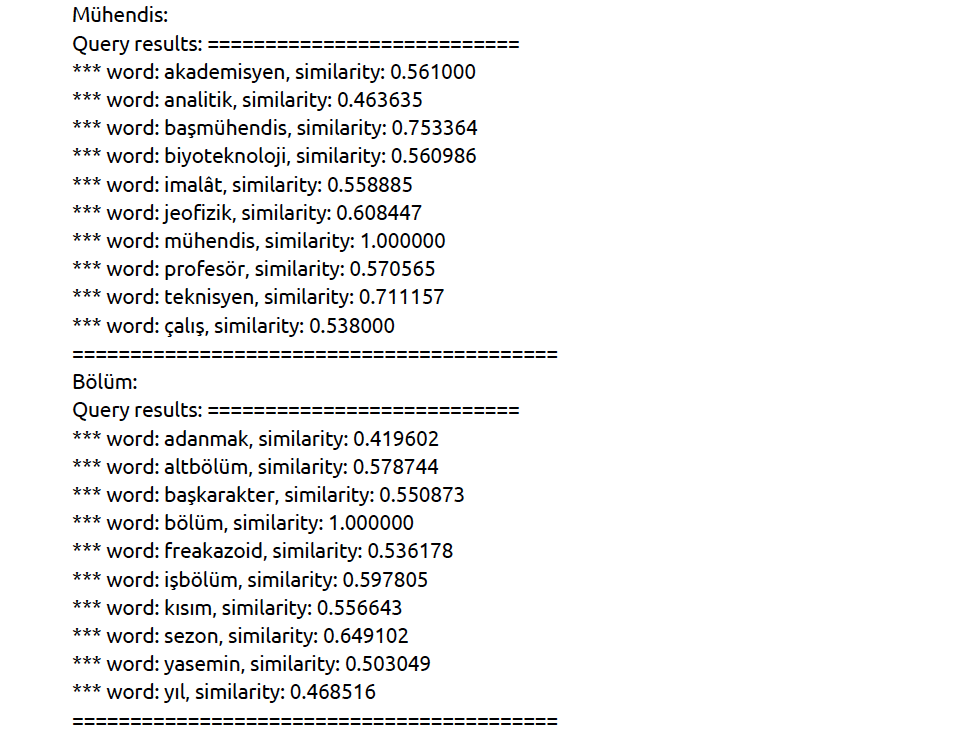 Mühendis:
Query results: ===========================
*** word: akademisyen, similarity: 0.561000
*** word: analitik, similarity: 0.463635
*** word: başmühendis, similarity: 0.753364
*** word: biyoteknoloji, similarity: 0.560986
*** word: imalât, similarity: 0.558885
*** word: jeofizik, similarity: 0.608447
*** word: mühendis, similarity: 1.000000
*** word: profesör, similarity: 0.570565
*** word: teknisyen, similarity: 0.711157
*** word: çalış, similarity: 0.538000
==========================================
Bölüm:
Query results: ===========================
*** word: adanmak, similarity: 0.419602
*** word: altbölüm, similarity: 0.578744
*** word: başkarakter, similarity: 0.550873
*** word: bölüm, similarity: 1.000000
*** word: freakazoid, similarity: 0.536178
*** word: işbölüm, similarity: 0.597805
*** word: kısım, similarity: 0.556643
*** word: sezon, similarity: 0.649102
*** word: yasemin, similarity: 0.503049
*** word: yıl, similarity: 0.468516
==========================================